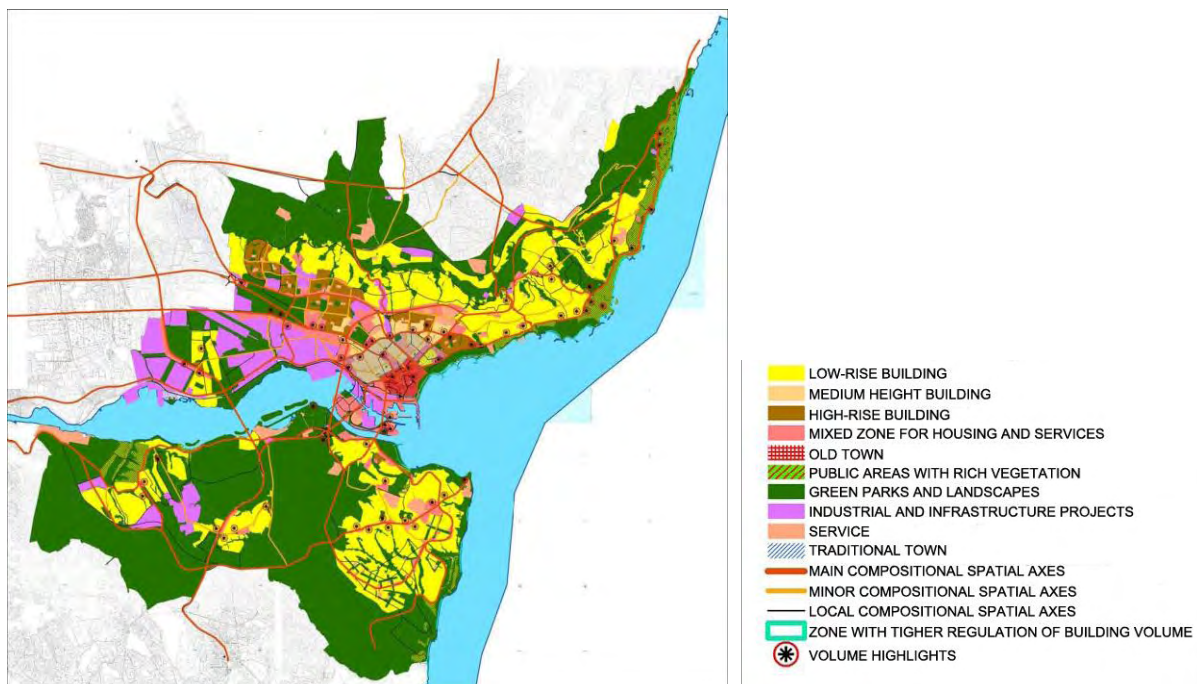 LOW-RISE BUILDING
MEDIUM HEIGHT BUILDING
HIGH-RISE BUILDING
MIXED ZONE FOR HOUSING AND SERVICES
OLD TOWN
PUBLIC AREAS WITH RICH VEGETATION
GREEN PARKS AND LANDSCAPES
INDUSTRIAL AND INFRASTRUCTURE PROJECTS
SERVICE
TRADITIONAL TOWN
MAIN COMPOSITIONAL SPATIAL AXES
MINOR COMPOSITIONAL SPATIAL AXES
LOCAL COMPOSITIONAL SPATIAL AXES
ZONE WITH TIGHER REGULATION OF BUILDING VOLUME
VOLUME HIGHLIGHTS